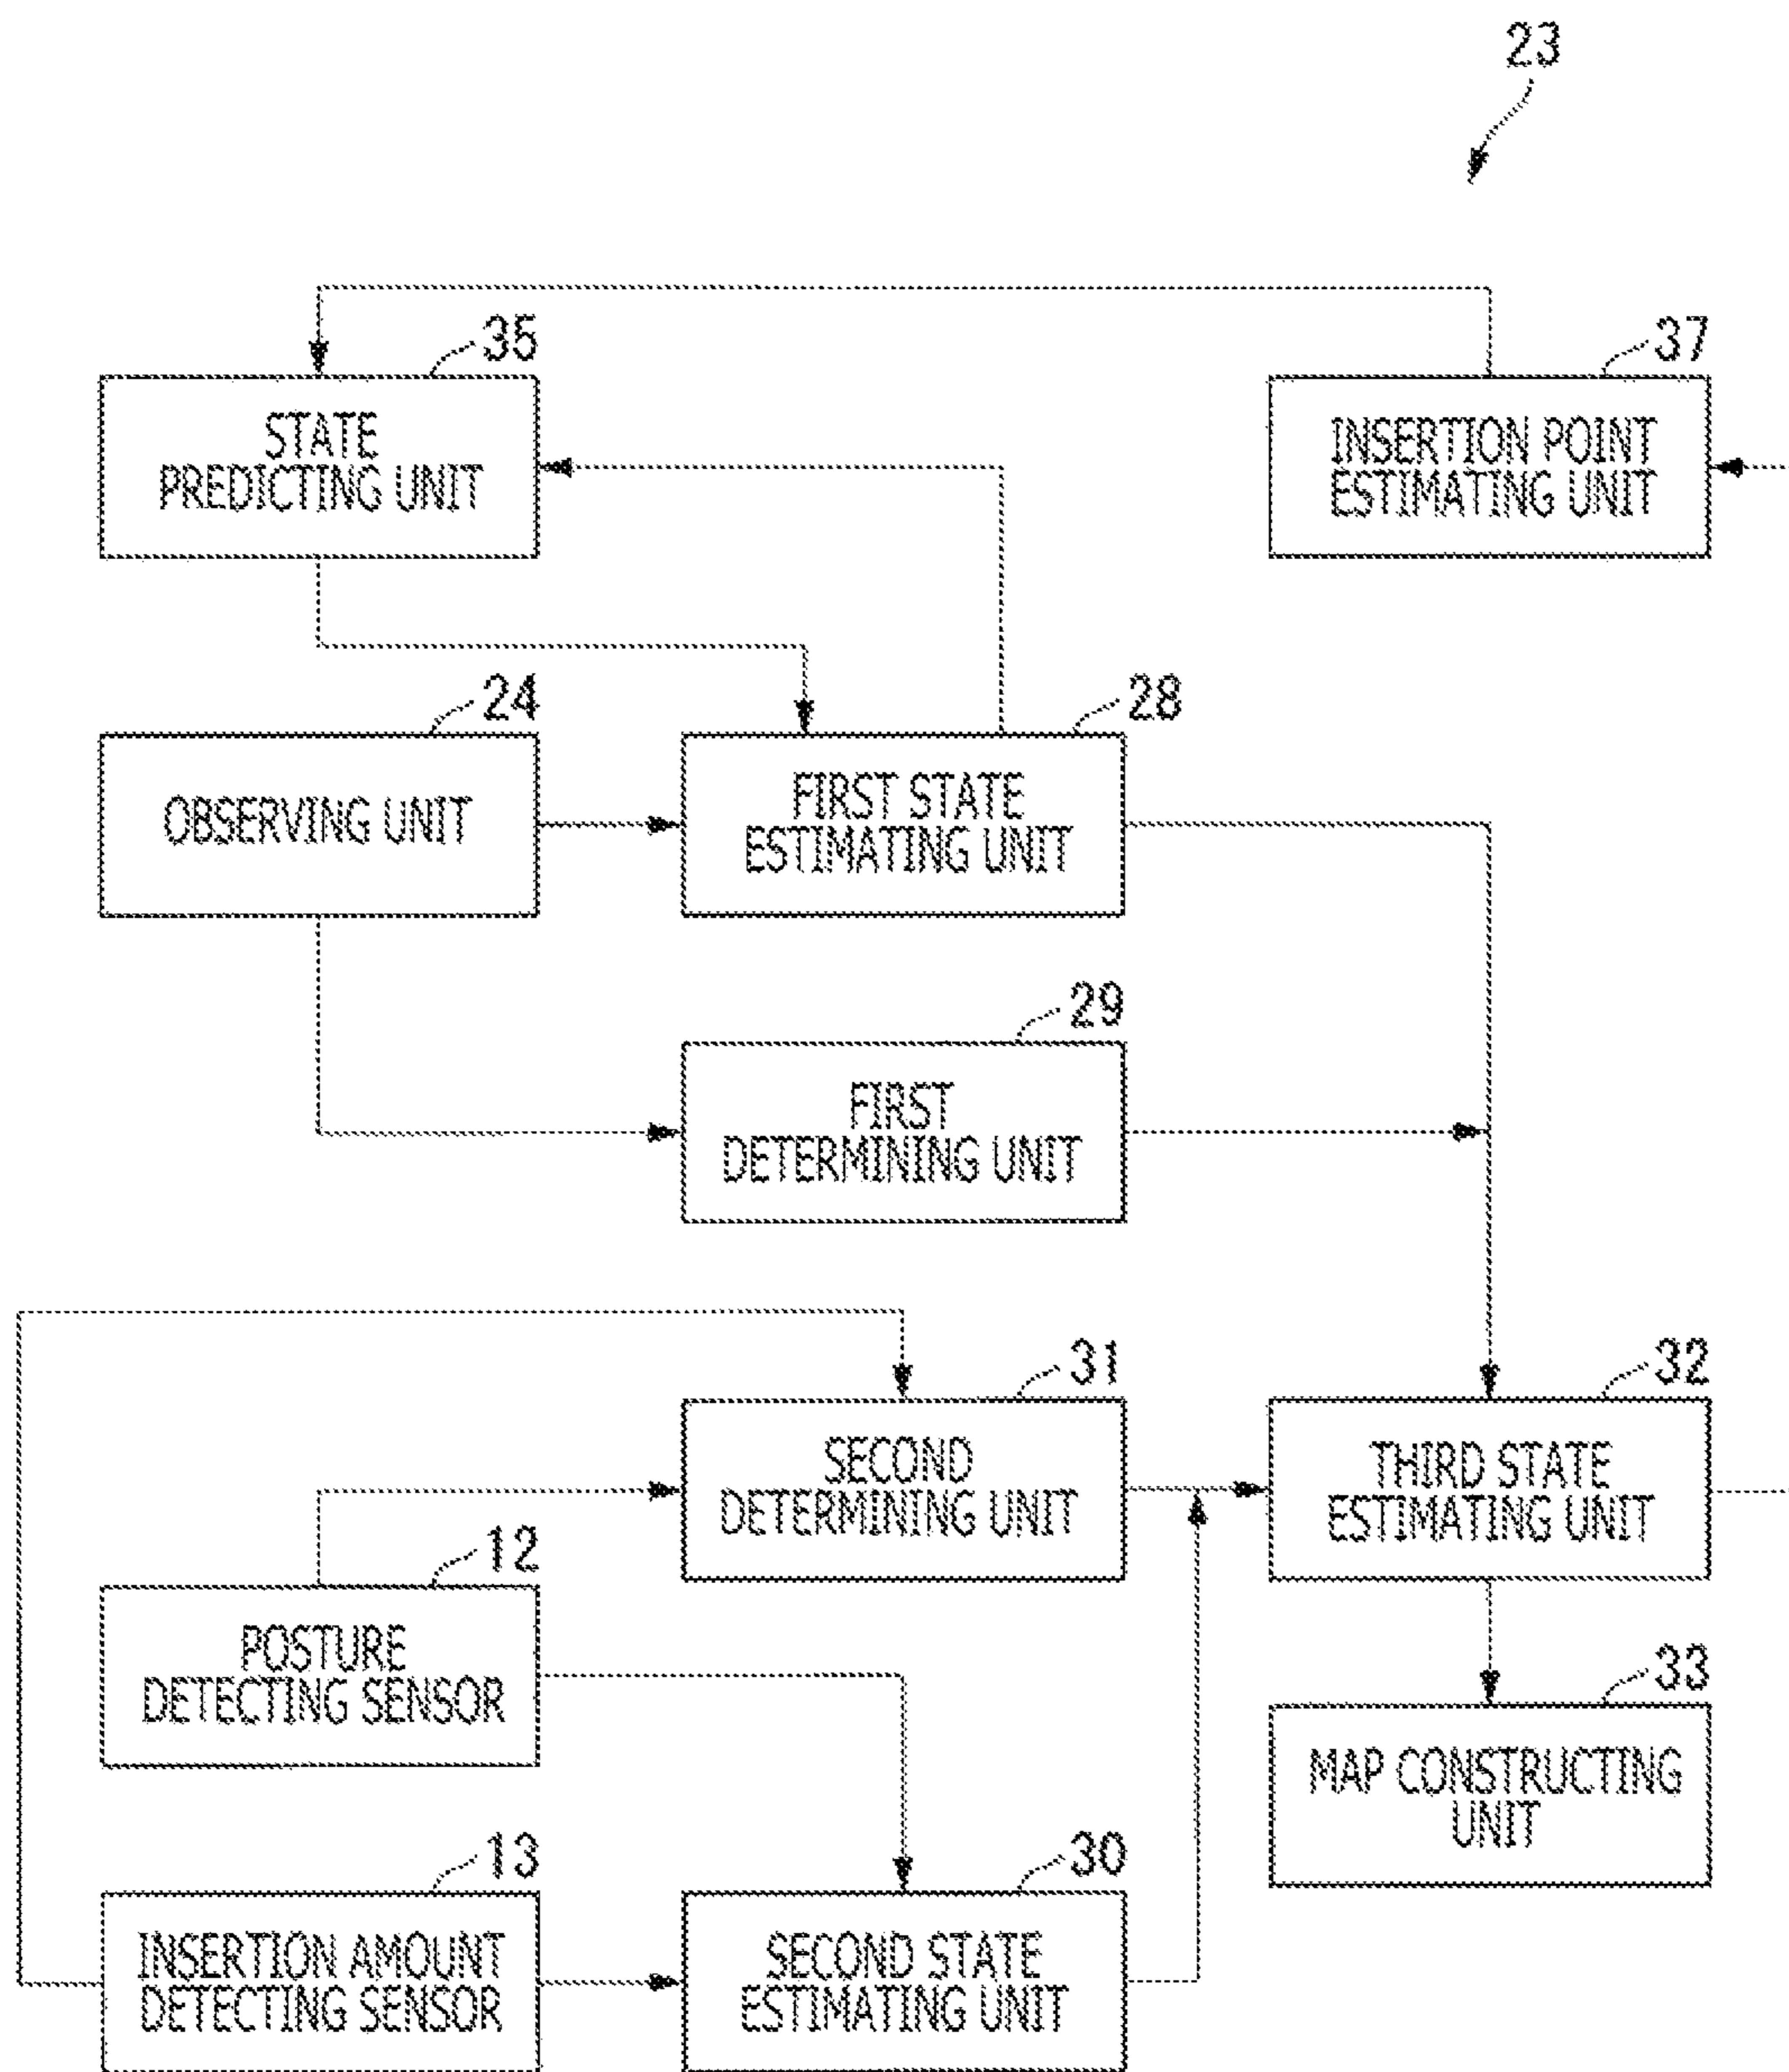 23
35
STATE
PREDICTING UNIT
37
INSERTION POINT
ESTIMATING UNIT
24
OBSERVING UNIT
28
FIRST STATE
ESTIMATING UNIT
29
FIRST
DETERMINING UNIT
31
SECOND
DETERMINING UNIT
32
THIRD STATE
ESTIMATING UNIT
12
POSTURE
DETECTING SENSOR
33
MAP CONSTRUCTING
UNIT
13
INSERTION AMOUNT
DETECTING SENSOR
30
SECOND STATE
ESTIMATING UNIT